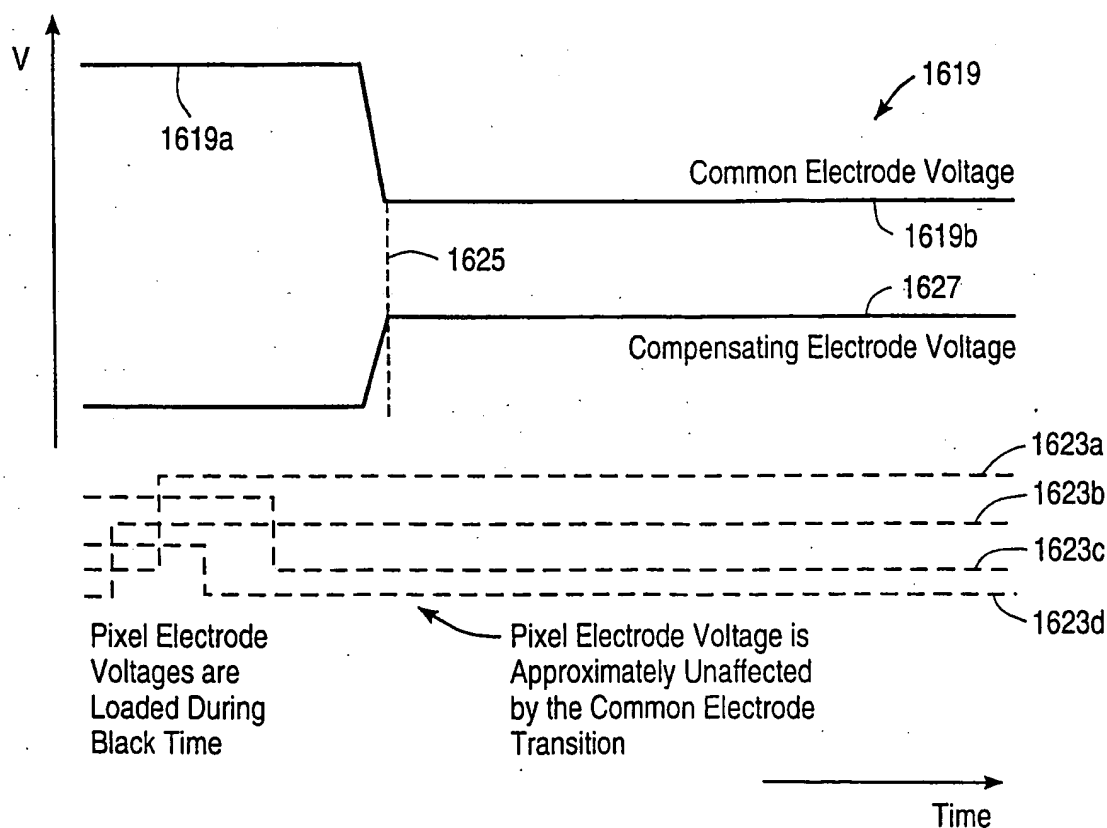 V
1619
1619a
Common Electrode Voltage
1619b
1625
1627
Compensating Electrode Voltage
1623a
1623b
1623c
1623d
Pixel Electrode
Voltages are
Loaded During
Black Time
Pixel Electrode Voltage is
Approximately Unaffected
by the Common Electrode
Transition
Time